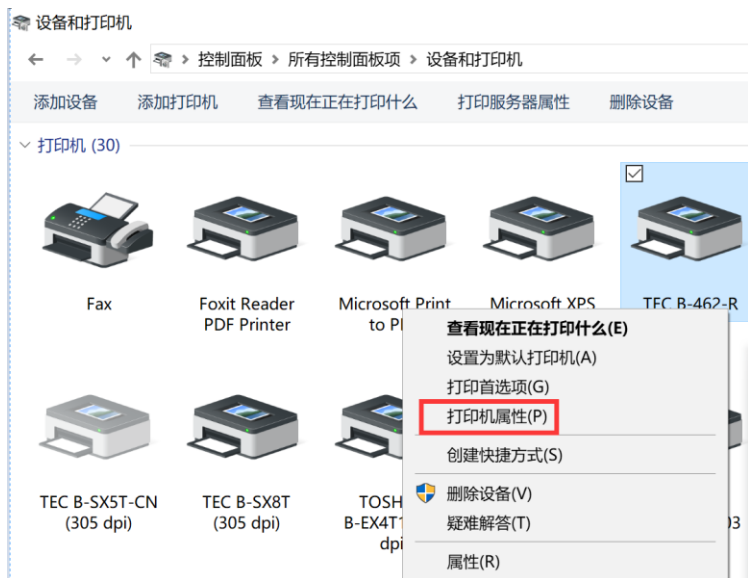 设备和打印机
控制面板 > 所有控制面板项 > 设备和打印机
添加设备 添加打印机 查看现在正在打印什么 打印服务器属性 删除设备
打印机 (30)
Fax
Foxit Reader
PDF Printer
Microsoft Print
to P
Microsoft XPS
TEC B-462-R
查看现在正在打印什么(E)
设置为默认打印机(A)
打印首选项(G)
打印机属性(P)
创建快捷方式(S)
删除设备(V)
疑难解答(T)
属性(R)
TEC B-SX5T-CN
(305 dpi)
TEC B-SX8T
(305 dpi)
TOSH
B-EX4T1
dpi
03